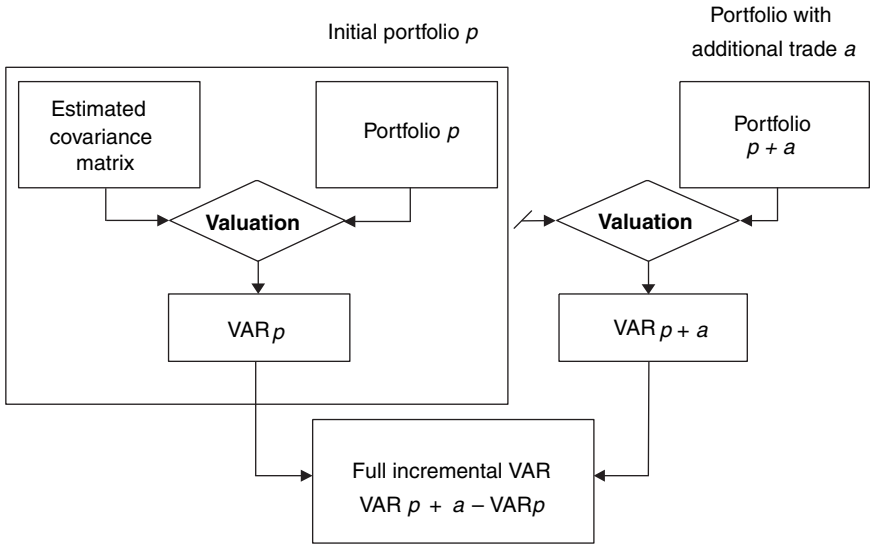 Initial portfolio p
Portfolio with
additional trade a
Estimated
covariance
matrix
Portfolio p
Portfolio
p + a
Valuation
Valuation
VAR p
VAR p + a
Full incremental VAR
VAR p + a – VARp